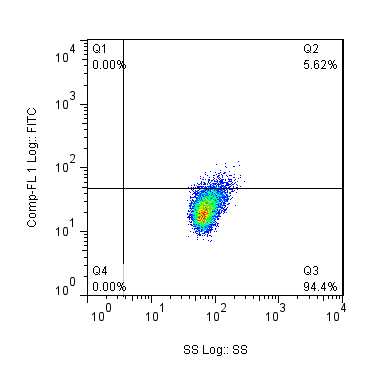 Q1
0.00%
Q2
5.62%
Q4
0.00%
Q3
94.4%
10^4
10^3
10^2
10^1
10^0
10^0 10^1 10^2 10^3 10^4
Comp-FL 1 Log:: FITC
SS Log:: SS